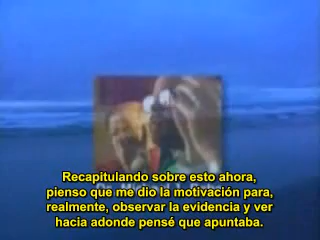 Recapitulando sobre esto ahora,
pienso que me dio la motivación para,
realmente, observar la evidencia y ver
hacia adonde pensé que apuntaba.